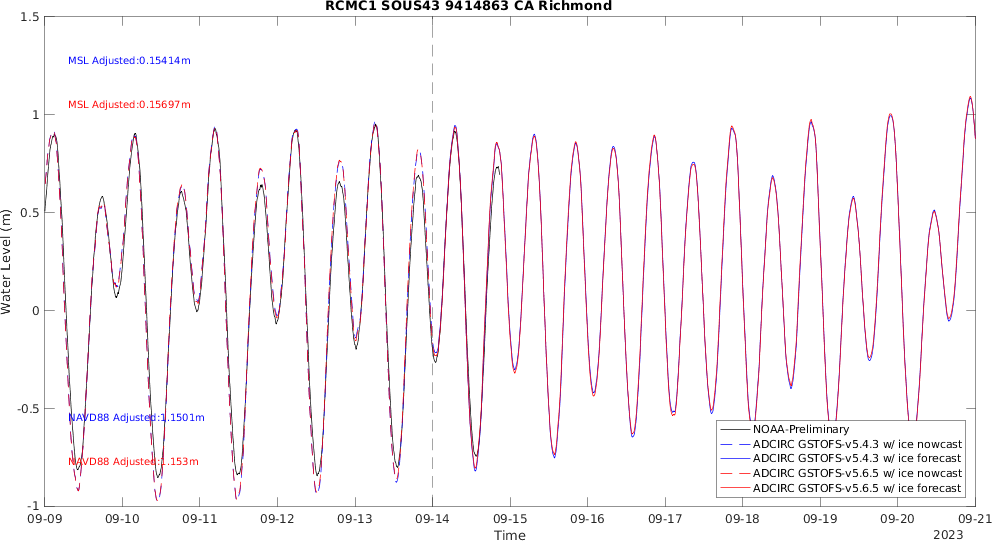 RCMC1 SOUS43 9414863 CA Richmond
1.5
MSL Adjusted:0.15414m
MSL Adjusted:0.15697m
1
0.5
Water Level (m)
0
-0.5
NAVD88 Adjusted:1.1501m
NOAA-Preliminary
ADCIRC GSTOFS-v5.4.3 w/ ice nowcast
ADCIRC GSTOFS-v5.4.3 w/ ice forecast
NAVD88 Adjusted:1.153m
ADCIRC GSTOFS-v5.6.5 w/ ice nowcast
ADCIRC GSTOFS-v5.6.5 w/ ice forecast
-1
09-09 09-10 09-11 09-12 09-13 09-14 09-15 09-16 09-17 09-18 09-19 09-20 09-21
Time
2023